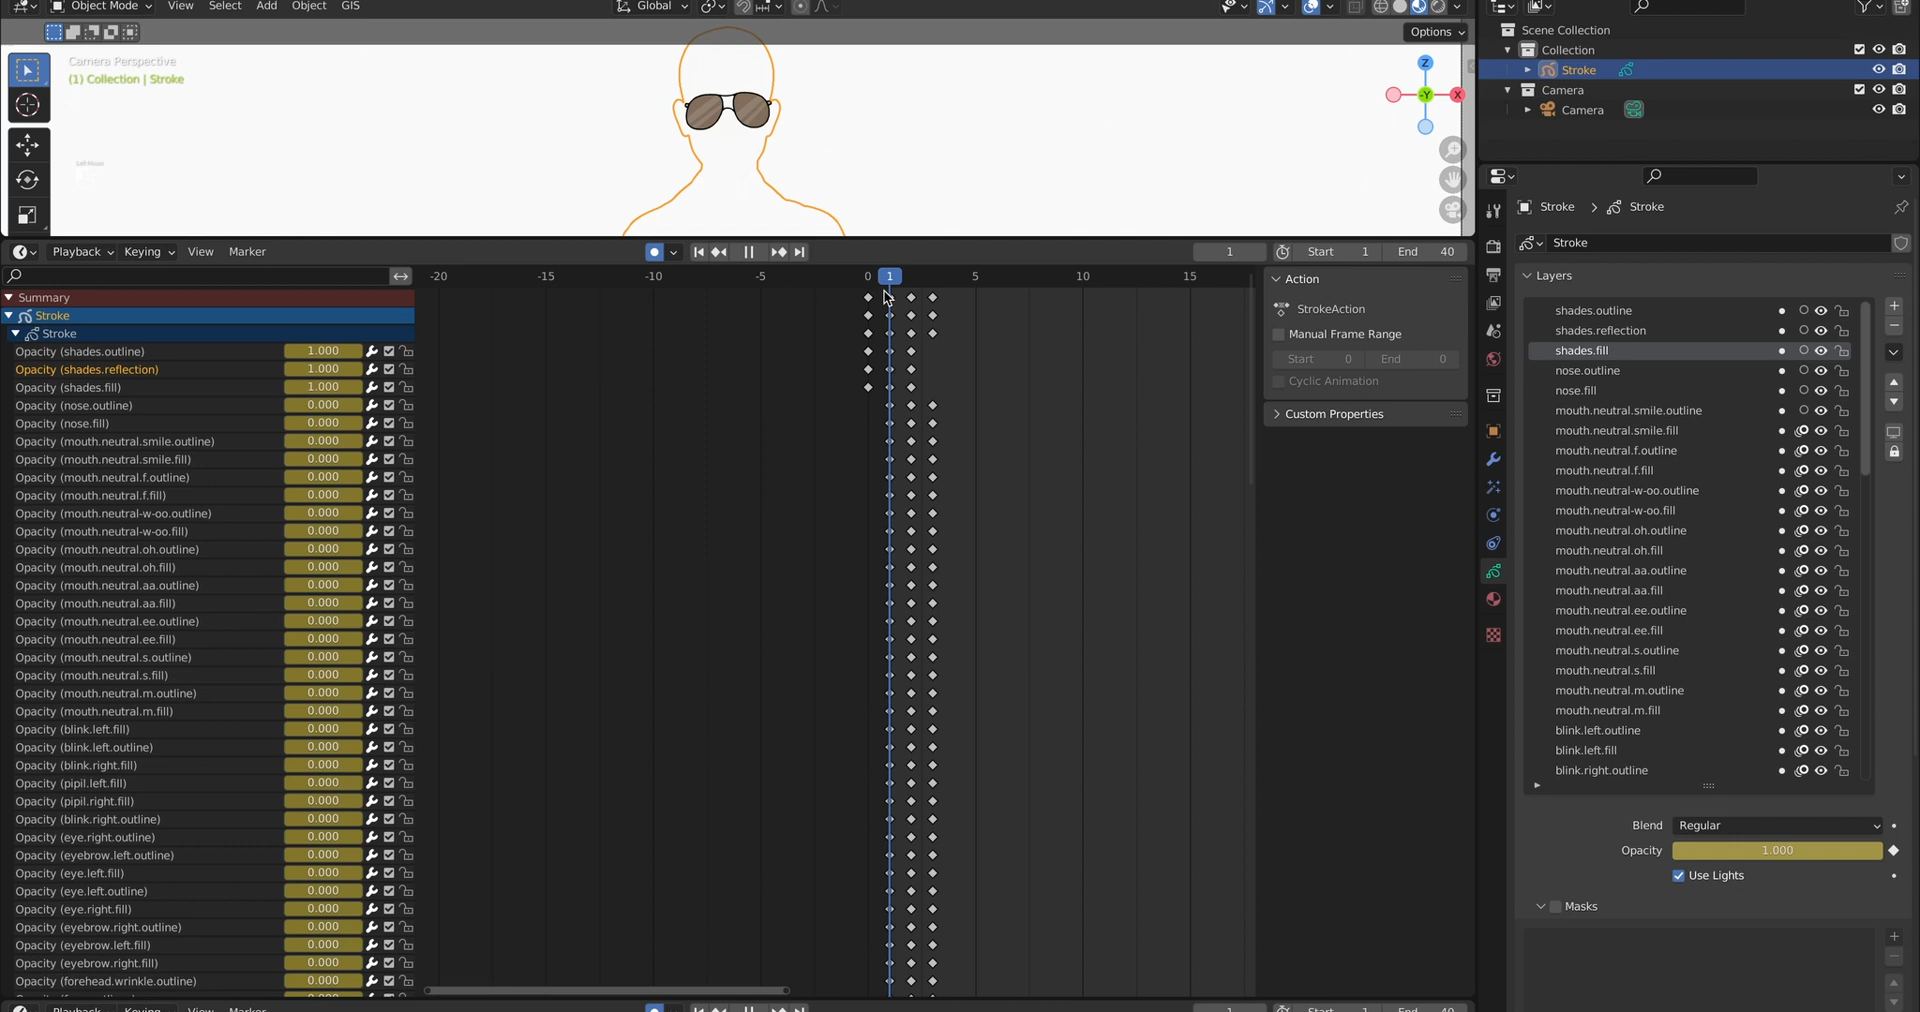 Object Mode View Select Add Object GIS Global
Options
Camera Perspective
(1) Collection | Stroke
Z
-Y
X
Left Mouse
Playback Keying View Marker 1 Start 1 End 40
-20 -15 -10 -5 0 1 5 10 15
Summary
Stroke
Stroke
Opacity (shades.outline) 1.000
Opacity (shades.reflection) 1.000
Opacity (shades.fill) 1.000
Opacity (nose.outline) 0.000
Opacity (nose.fill) 0.000
Opacity (mouth.neutral.smile.outline) 0.000
Opacity (mouth.neutral.smile.fill) 0.000
Opacity (mouth.neutral.f.outline) 0.000
Opacity (mouth.neutral.f.fill) 0.000
Opacity (mouth.neutral-w-oo.outline) 0.000
Opacity (mouth.neutral-w-oo.fill) 0.000
Opacity (mouth.neutral.oh.outline) 0.000
Opacity (mouth.neutral.oh.fill) 0.000
Opacity (mouth.neutral.aa.outline) 0.000
Opacity (mouth.neutral.aa.fill) 0.000
Opacity (mouth.neutral.ee.outline) 0.000
Opacity (mouth.neutral.ee.fill) 0.000
Opacity (mouth.neutral.s.outline) 0.000
Opacity (mouth.neutral.s.fill) 0.000
Opacity (mouth.neutral.m.outline) 0.000
Opacity (mouth.neutral.m.fill) 0.000
Opacity (blink.left.fill) 0.000
Opacity (blink.left.outline) 0.000
Opacity (blink.right.fill) 0.000
Opacity (pipil.left.fill) 0.000
Opacity (pipil.right.fill) 0.000
Opacity (blink.right.outline) 0.000
Opacity (eye.right.outline) 0.000
Opacity (eyebrow.left.outline) 0.000
Opacity (eye.left.fill) 0.000
Opacity (eye.left.outline) 0.000
Opacity (eye.right.fill) 0.000
Opacity (eyebrow.right.outline) 0.000
Opacity (eyebrow.left.fill) 0.000
Opacity (eyebrow.right.fill) 0.000
Opacity (forehead.wrinkle.outline) 0.000
Action
StrokeAction
Manual Frame Range
Start 0 End 0
Cyclic Animation
Custom Properties
Playback Keying View Marker 1 Start 1 End 40
Scene Collection
Collection
Stroke
Camera
Camera
Stroke Stroke
Stroke
Layers
shades.outline
shades.reflection
shades.fill
nose.outline
nose.fill
mouth.neutral.smile.outline
mouth.neutral.smile.fill
mouth.neutral.f.outline
mouth.neutral.f.fill
mouth.neutral-w-oo.outline
mouth.neutral-w-oo.fill
mouth.neutral.oh.outline
mouth.neutral.oh.fill
mouth.neutral.aa.outline
mouth.neutral.aa.fill
mouth.neutral.ee.outline
mouth.neutral.ee.fill
mouth.neutral.s.outline
mouth.neutral.s.fill
mouth.neutral.m.outline
mouth.neutral.m.fill
blink.left.outline
blink.left.fill
blink.right.outline
Blend Regular
Opacity 1.000
Use Lights
Masks